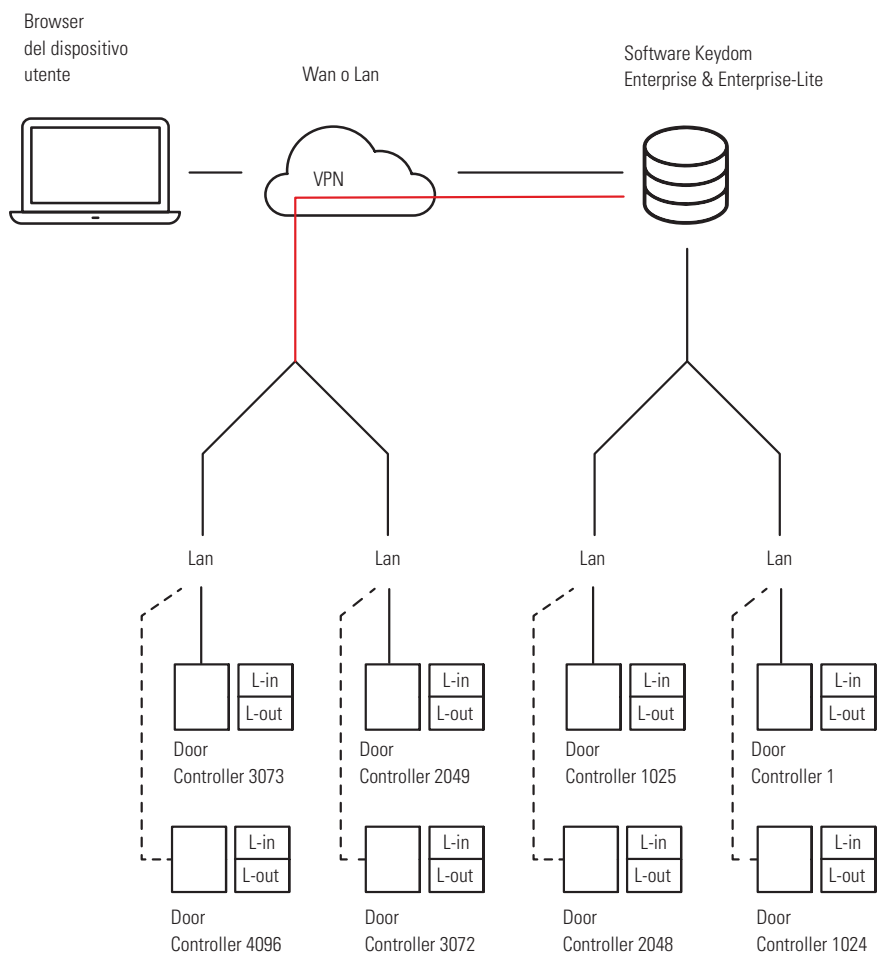 Browser
del dispositivo
utente
Wan o Lan
Software Keydom
Enterprise & Enterprise-Lite
VPN
Lan
Lan
Lan
Lan
L-in
L-out
L-in
L-out
L-in
L-out
L-in
L-out
Door
Controller 3073
Door
Controller 2049
Door
Controller 1025
Door
Controller 1
L-in
L-out
L-in
L-out
L-in
L-out
L-in
L-out
Door
Controller 4096
Door
Controller 3072
Door
Controller 2048
Door
Controller 1024